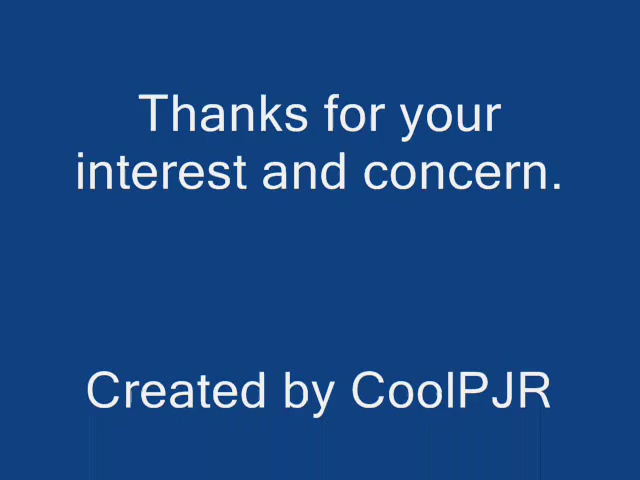 Thanks for your
interest and concern.
Created by CoolPJR